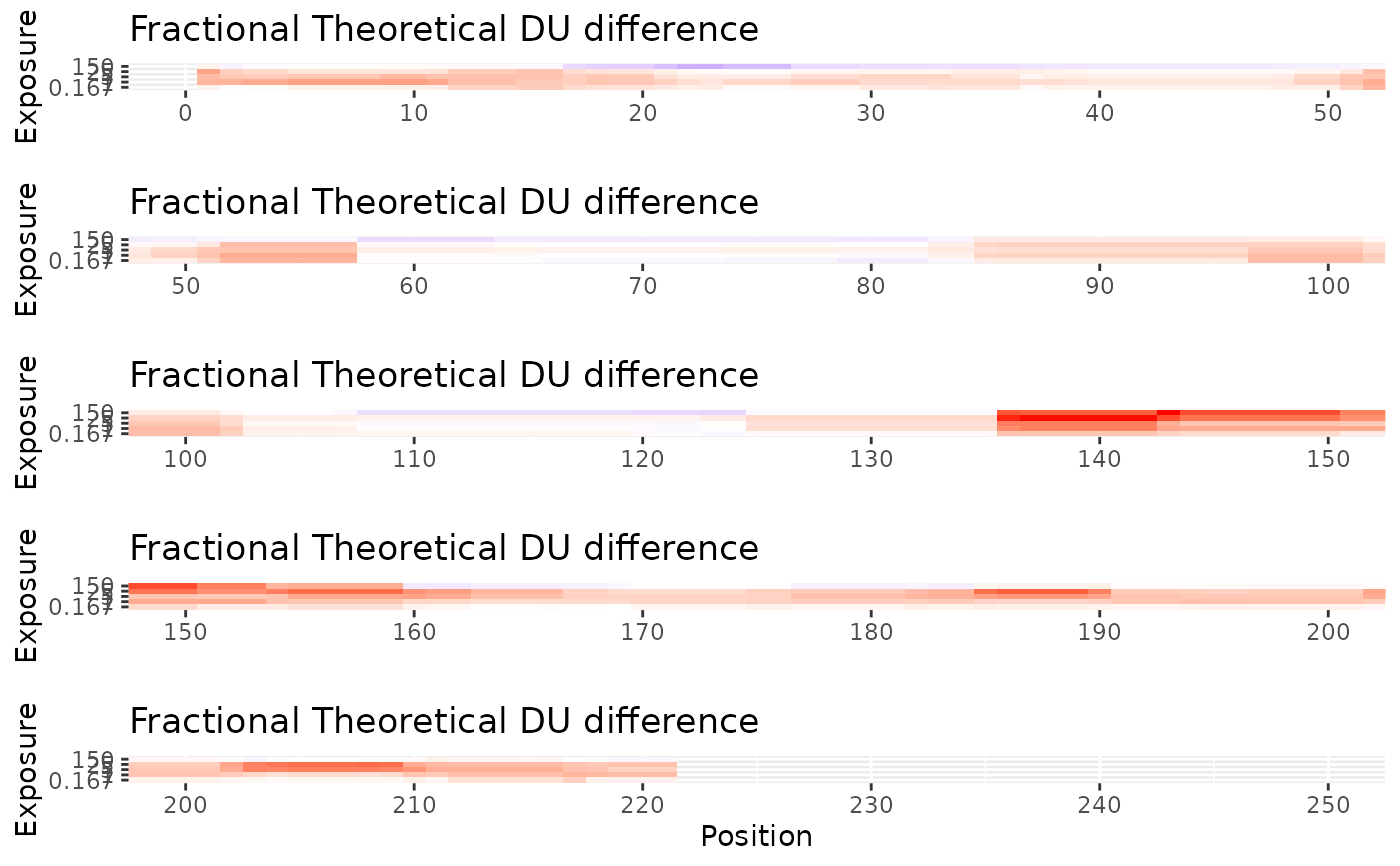 Fractional Theoretical DU difference
Exposure
150
0.167
0 10 20 30 40 50
Fractional Theoretical DU difference
Exposure
150
0.167
50 60 70 80 90 100
Fractional Theoretical DU difference
Exposure
150
0.167
100 110 120 130 140 150
Fractional Theoretical DU difference
Exposure
150
0.167
150 160 170 180 190 200
Fractional Theoretical DU difference
Exposure
150
0.167
200 210 220 230 240 250
Position